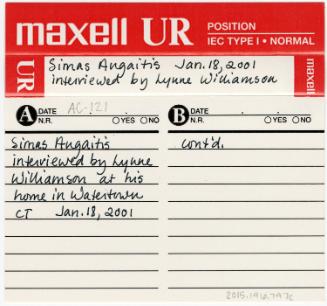 maxell UR POSITION
IEC TYPE I • NORMAL
UR
Simas Augaitis Jan. 18, 2001
interviewed by Lynne Williamson
maxell
A DATE AC-121
N.R. YES NO
Simas Augaitis
interviewed by Lynne
Williamson at his
home in Watertown
CT Jan. 18, 2001
B DATE
N.R. YES NO
cont'd.
2015.196.797c